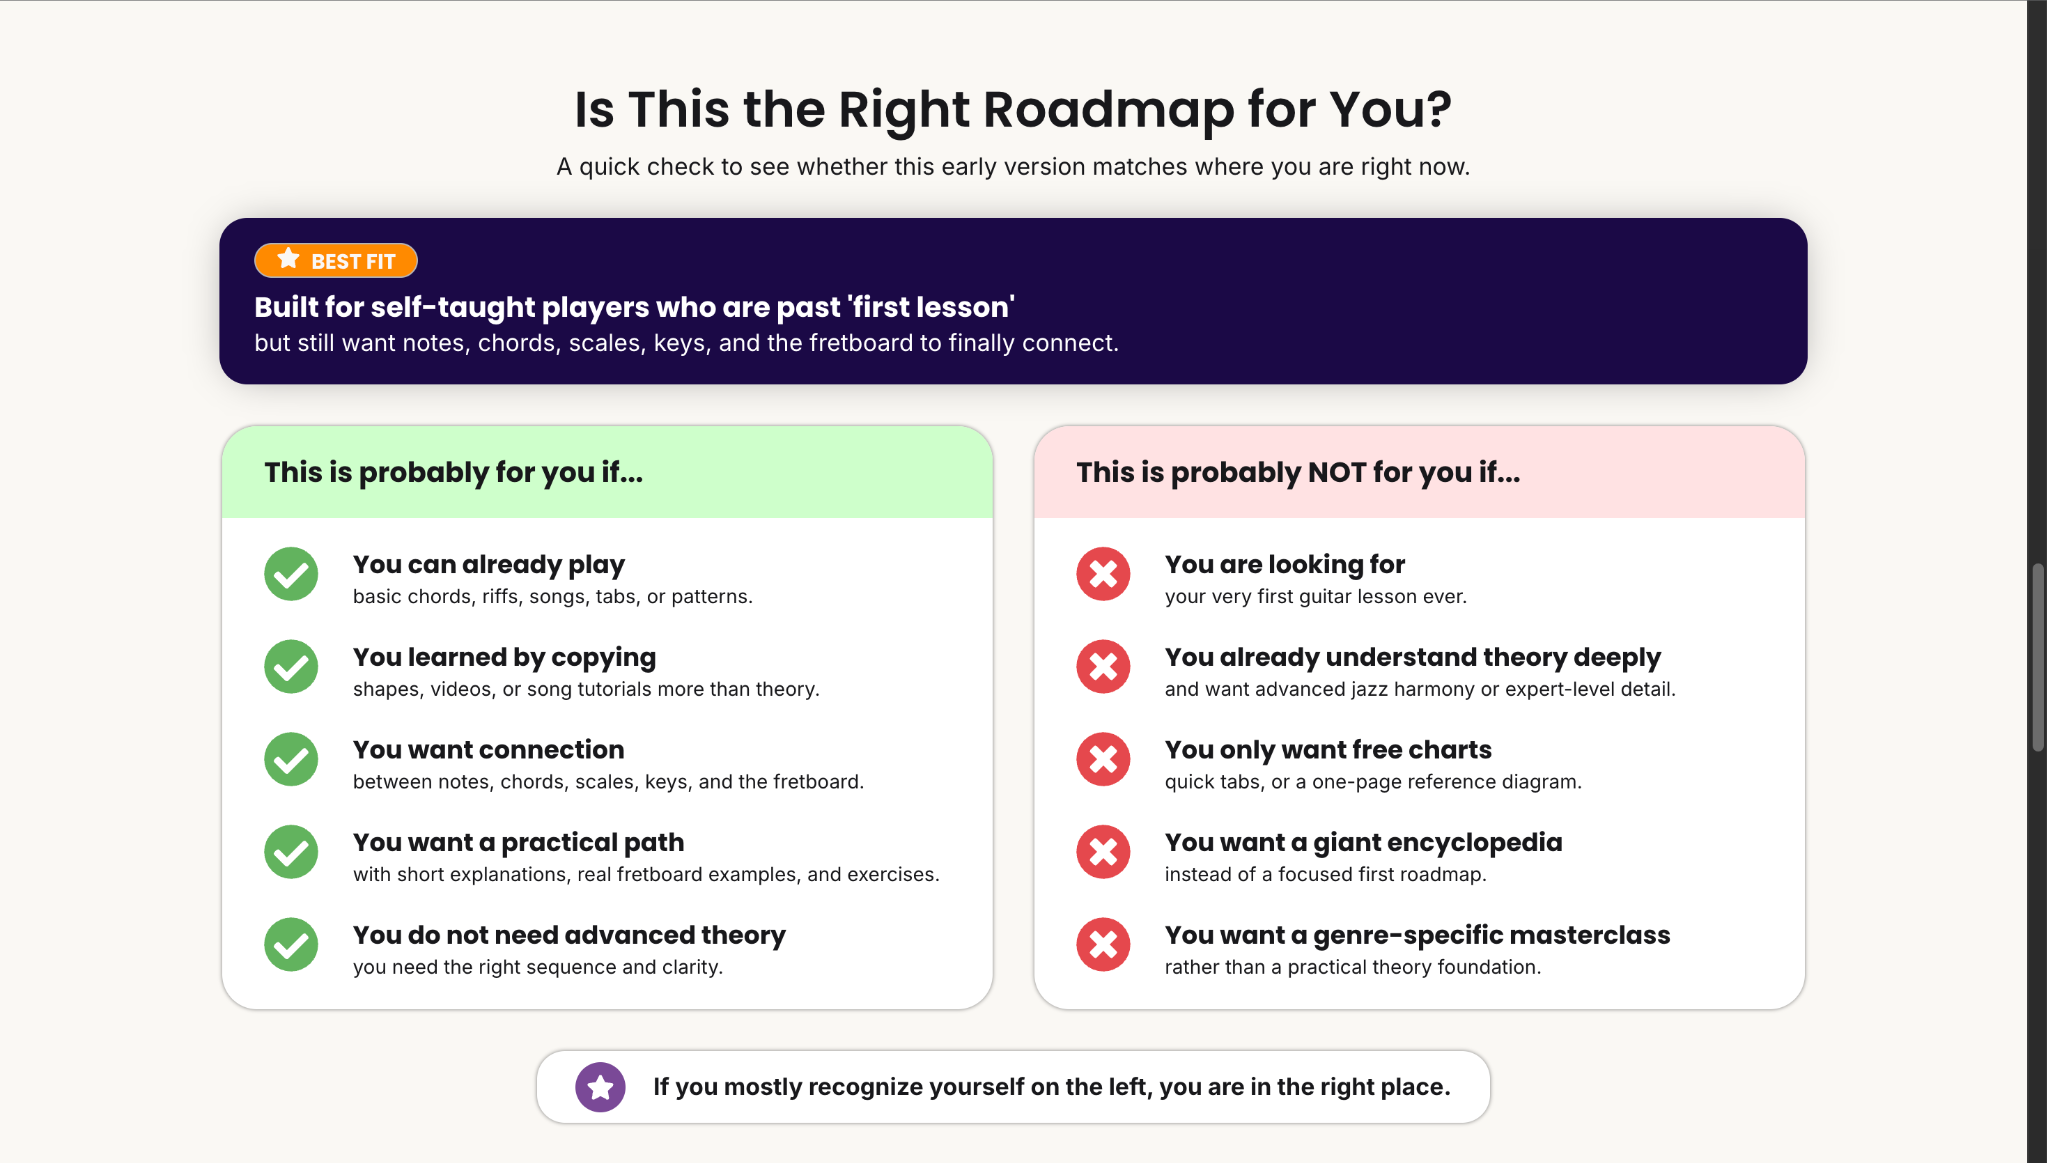 Is This the Right Roadmap for You?
A quick check to see whether this early version matches where you are right now.
BEST FIT
Built for self-taught players who are past 'first lesson'
but still want notes, chords, scales, keys, and the fretboard to finally connect.
This is probably for you if...
You can already play
basic chords, riffs, songs, tabs, or patterns.
You learned by copying
shapes, videos, or song tutorials more than theory.
You want connection
between notes, chords, scales, keys, and the fretboard.
You want a practical path
with short explanations, real fretboard examples, and exercises.
You do not need advanced theory
you need the right sequence and clarity.
This is probably NOT for you if...
You are looking for
your very first guitar lesson ever.
You already understand theory deeply
and want advanced jazz harmony or expert-level detail.
You only want free charts
quick tabs, or a one-page reference diagram.
You want a giant encyclopedia
instead of a focused first roadmap.
You want a genre-specific masterclass
rather than a practical theory foundation.
If you mostly recognize yourself on the left, you are in the right place.